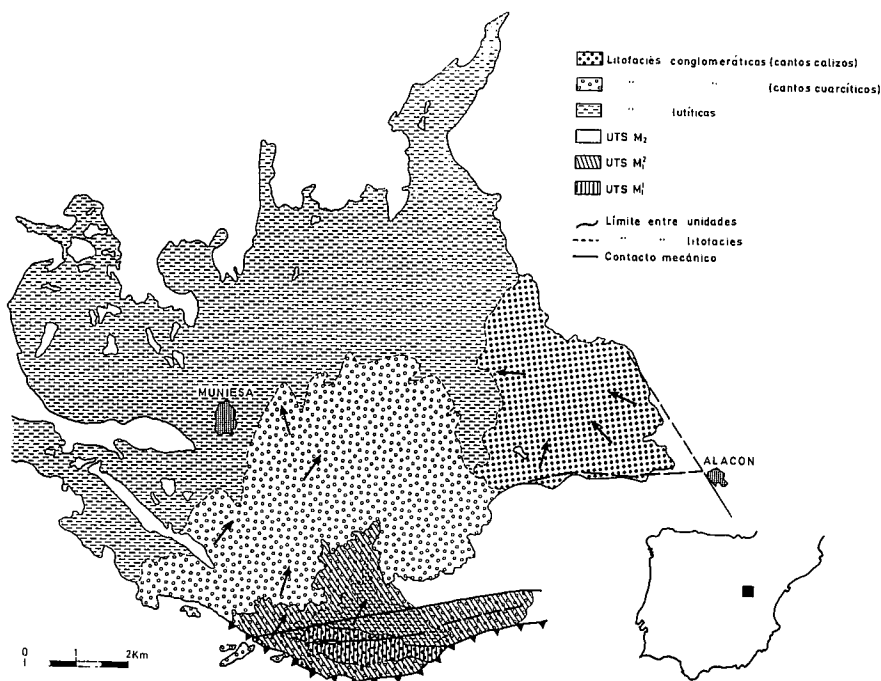 Litofacies conglomeráticas (cantos calizos)
" " (cantos cuarcíticos)
" lutíticas
UTS M₂
UTS M₁²
UTS M₁¹
Límite entre unidades
" " litofacies
Contacto mecánico
MUNIESA
ALACON
0 1 2Km